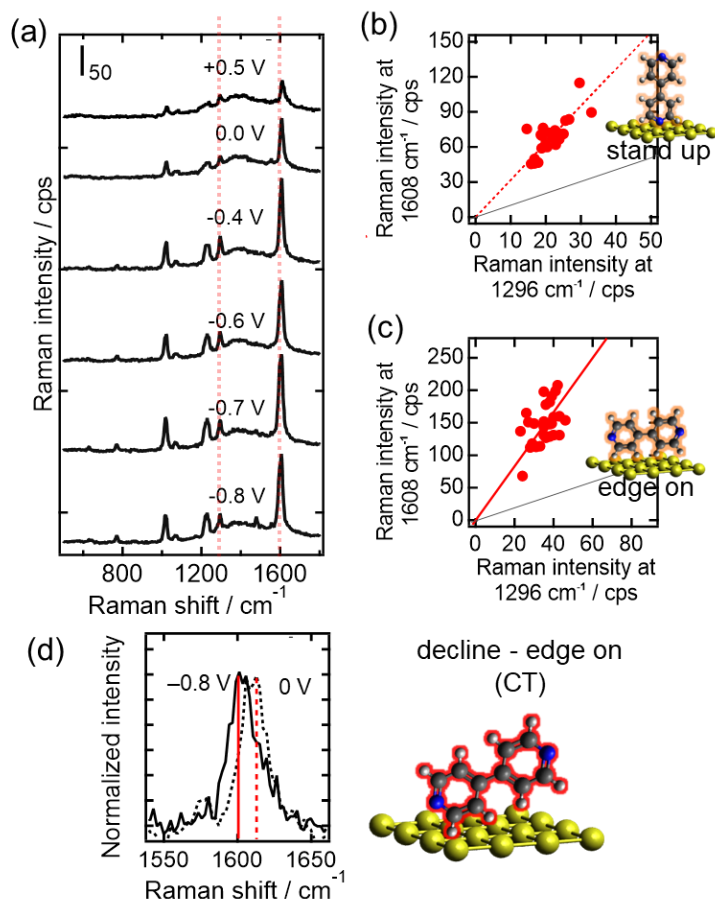 (a)
50
+0.5 V
0.0 V
-0.4 V
-0.6 V
-0.7 V
-0.8 V
Raman intensity / cps
800
1200
1600
Raman shift / cm⁻¹
(b)
Raman intensity at
1608 cm⁻¹ / cps
150
120
90
60
30
0
0
10
20
30
40
50
stand up
Raman intensity at
1296 cm⁻¹ / cps
(c)
Raman intensity at
1608 cm⁻¹ / cps
250
200
150
100
50
0
0
20
40
60
80
edge on
Raman intensity at
1296 cm⁻¹ / cps
(d)
Normalized intensity
–0.8 V
0 V
1550
1600
1650
Raman shift / cm⁻¹
decline - edge on
(CT)